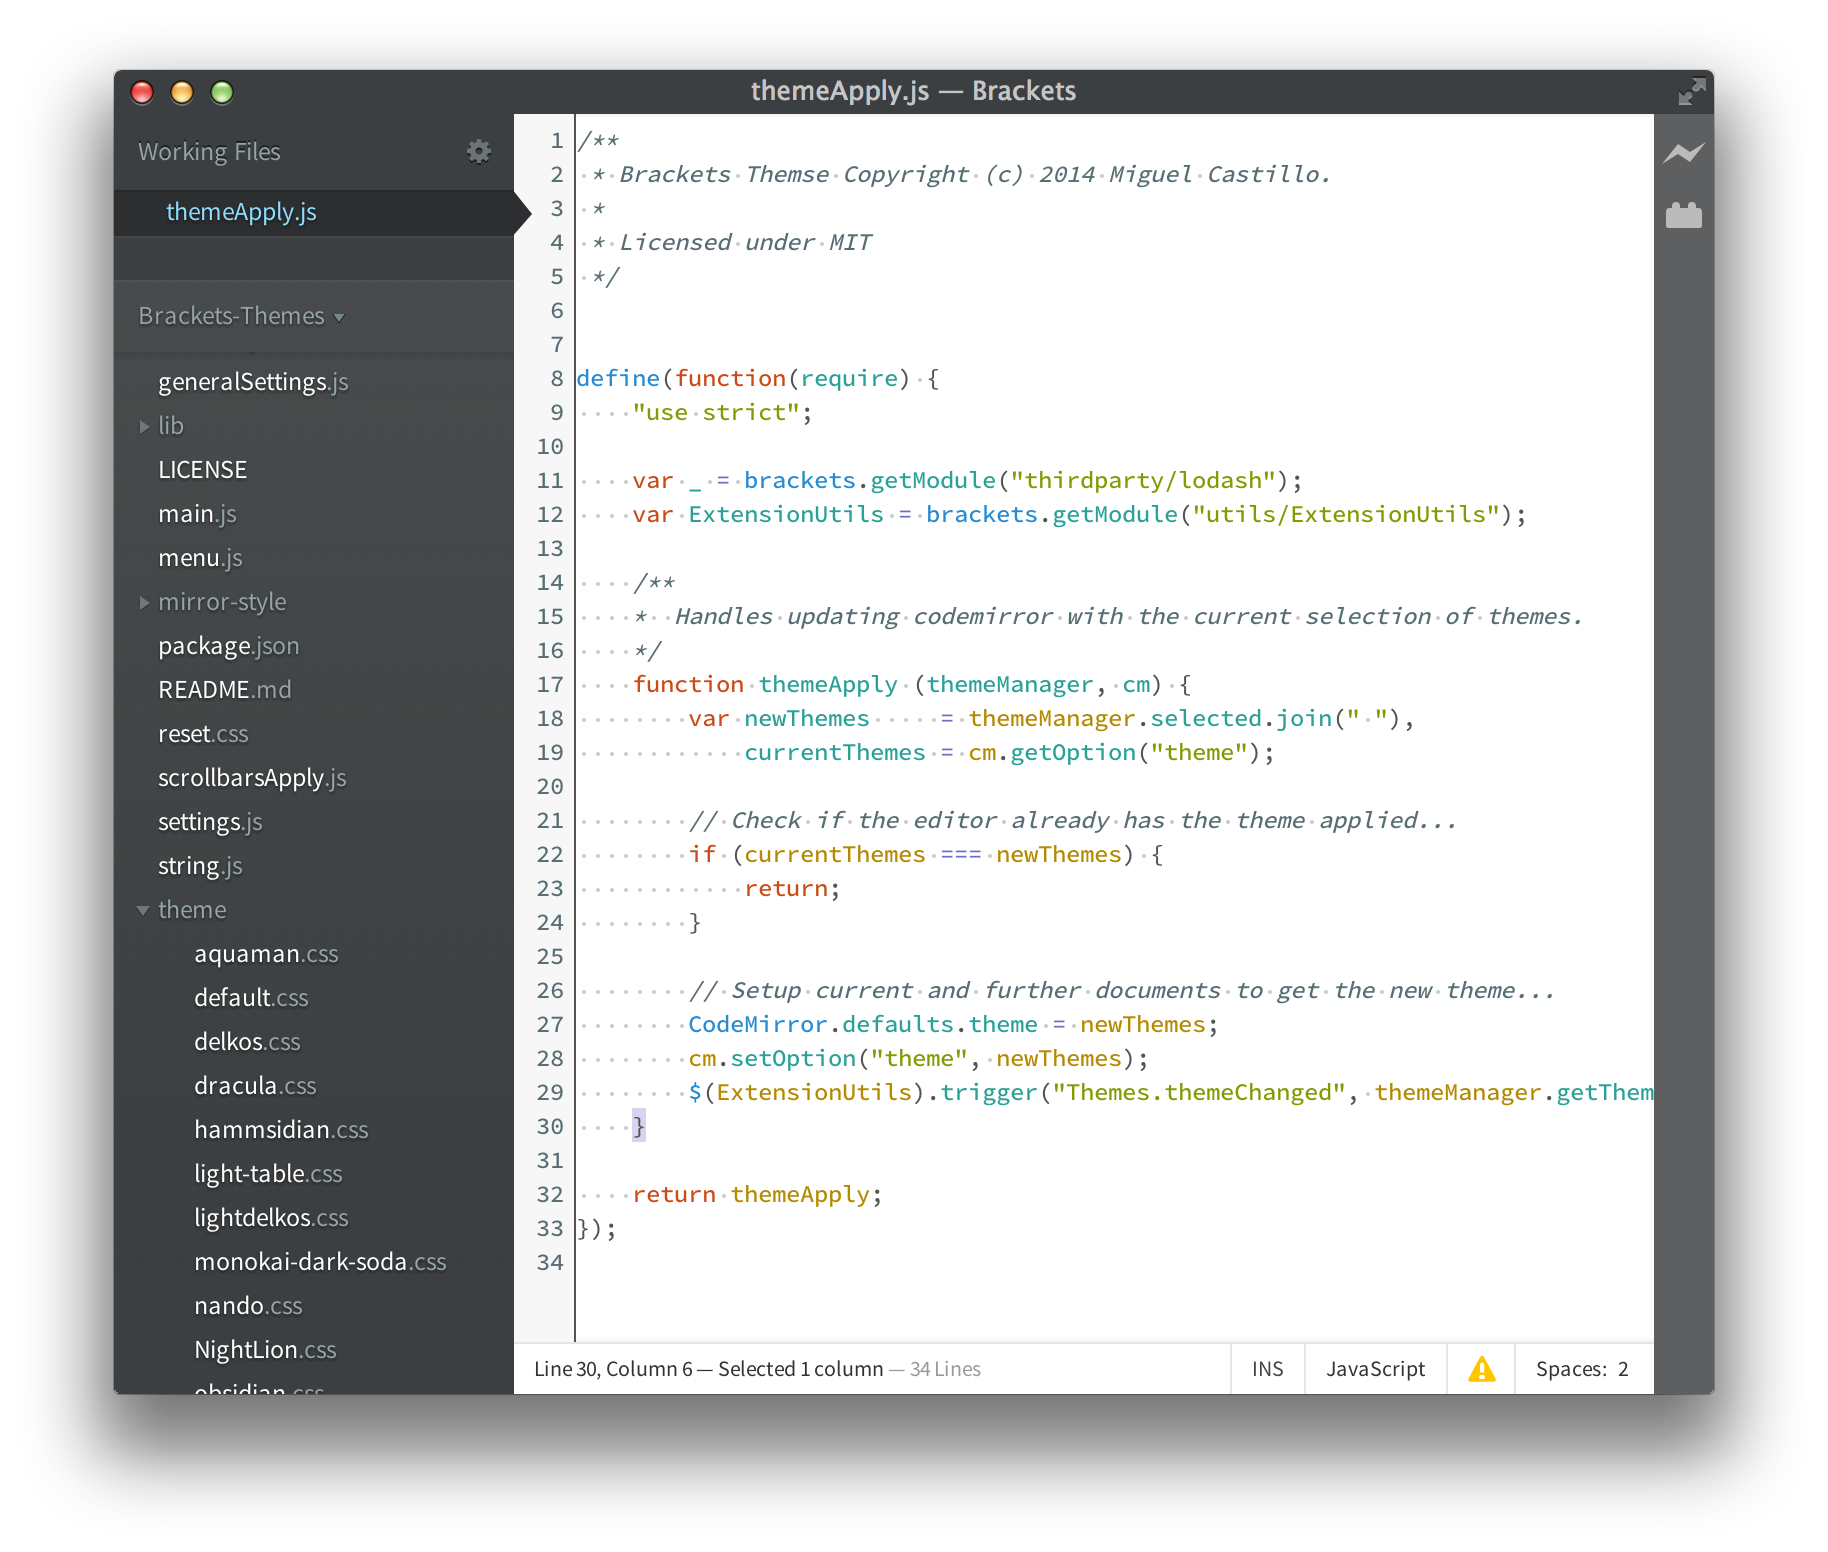 themeApply.js — Brackets
Working Files
themeApply.js
Brackets-Themes
generalSettings.js
lib
LICENSE
main.js
menu.js
mirror-style
package.json
README.md
reset.css
scrollbarsApply.js
settings.js
string.js
theme
aquaman.css
default.css
delkos.css
dracula.css
hammsidian.css
light-table.css
lightdelkos.css
monokai-dark-soda.css
nando.css
NightLion.css
obsidian.css
1 /**
2  * Brackets Themse Copyright (c) 2014 Miguel Castillo.
3  *
4  * Licensed under MIT
5  */
6
7
8 define(function(require) {
9     "use strict";
10
11     var _ = brackets.getModule("thirdparty/lodash");
12     var ExtensionUtils = brackets.getModule("utils/ExtensionUtils");
13
14     /**
15     *  Handles updating codemirror with the current selection of themes.
16     */
17     function themeApply (themeManager, cm) {
18         var newThemes     = themeManager.selected.join(" "),
19             currentThemes = cm.getOption("theme");
20
21         // Check if the editor already has the theme applied...
22         if (currentThemes === newThemes) {
23             return;
24         }
25
26         // Setup current and further documents to get the new theme...
27         CodeMirror.defaults.theme = newThemes;
28         cm.setOption("theme", newThemes);
29         $(ExtensionUtils).trigger("Themes.themeChanged", themeManager.getThem
30     }
31
32     return themeApply;
33 });
34
Line 30, Column 6 — Selected 1 column — 34 Lines
INS
JavaScript
Spaces: 2